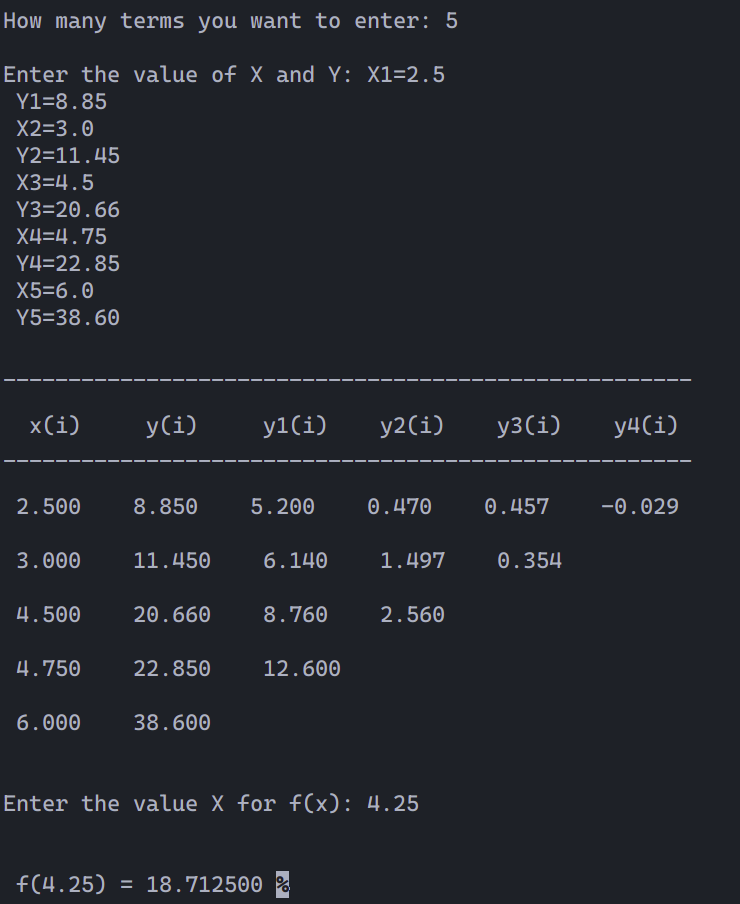 How many terms you want to enter: 5
Enter the value of X and Y: X1=2.5
Y1=8.85
X2=3.0
Y2=11.45
X3=4.5
Y3=20.66
X4=4.75
Y4=22.85
X5=6.0
Y5=38.60
-----------------------------------------------------
x(i) y(i) y1(i) y2(i) y3(i) y4(i)
-----------------------------------------------------
2.500 8.850 5.200 0.470 0.457 -0.029
3.000 11.450 6.140 1.497 0.354
4.500 20.660 8.760 2.560
4.750 22.850 12.600
6.000 38.600
Enter the value X for f(x): 4.25
f(4.25) = 18.712500 %